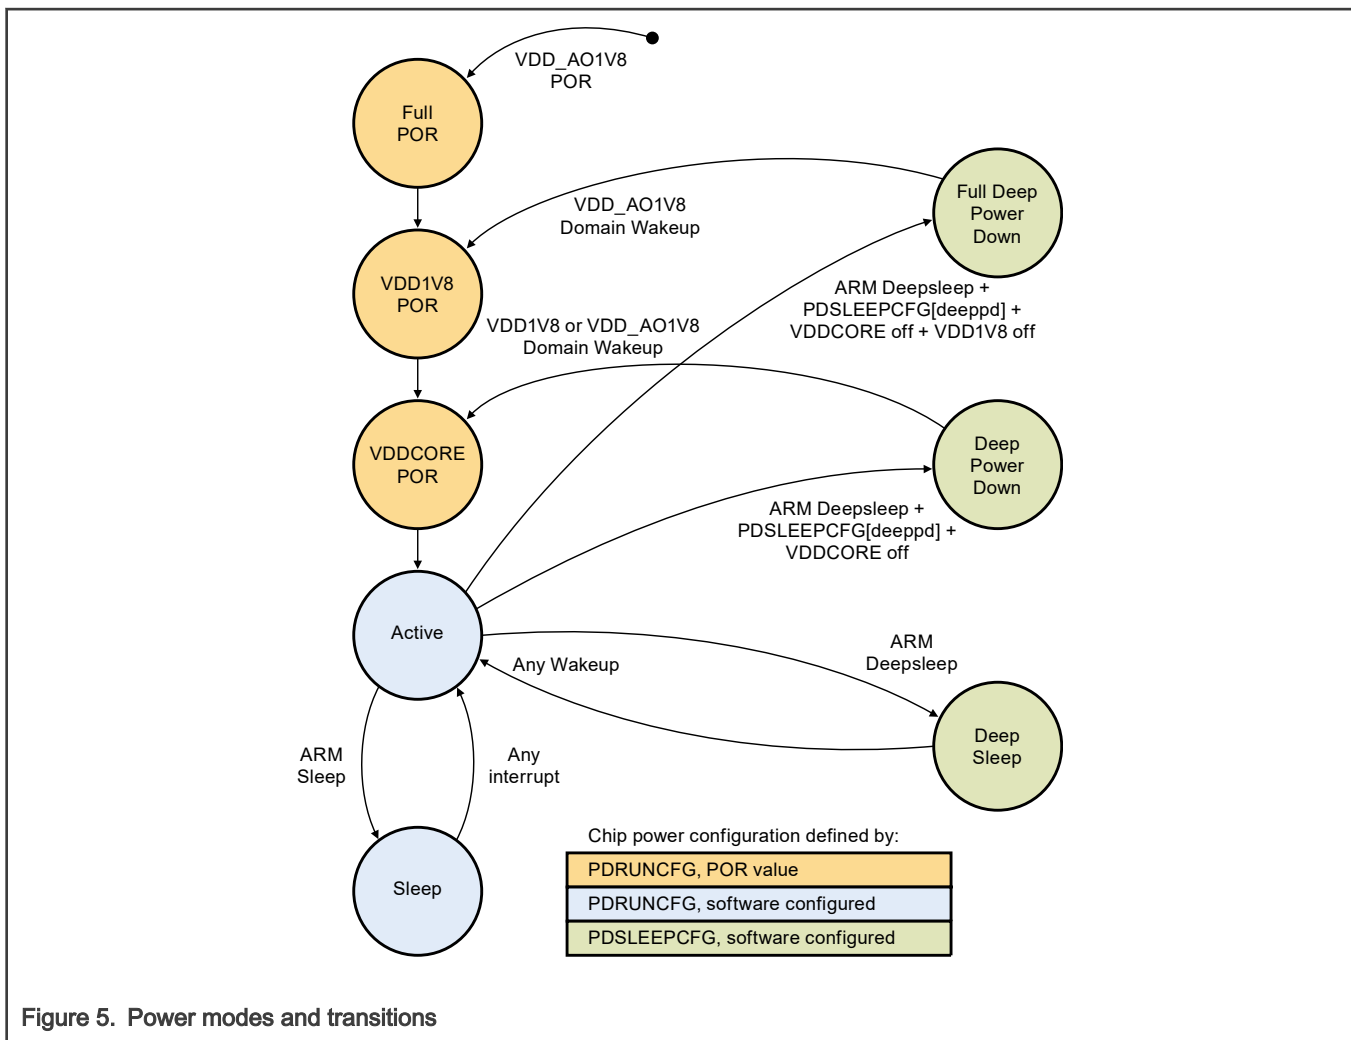 VDD_AO1V8
POR
Full
POR
Full Deep
Power
Down
VDD_AO1V8
Domain Wakeup
VDD1V8
POR
ARM Deepsleep +
PDSLEEPCFG[deeppd] +
VDDCORE off + VDD1V8 off
VDD1V8 or VDD_AO1V8
Domain Wakeup
VDDCORE
POR
Deep
Power
Down
ARM Deepsleep +
PDSLEEPCFG[deeppd] +
VDDCORE off
Active
Any Wakeup
ARM
Deepsleep
Deep
Sleep
ARM
Sleep
Any
interrupt
Sleep
Chip power configuration defined by:
PDRUNCFG, POR value
PDRUNCFG, software configured
PDSLEEPCFG, software configured
Figure 5. Power modes and transitions